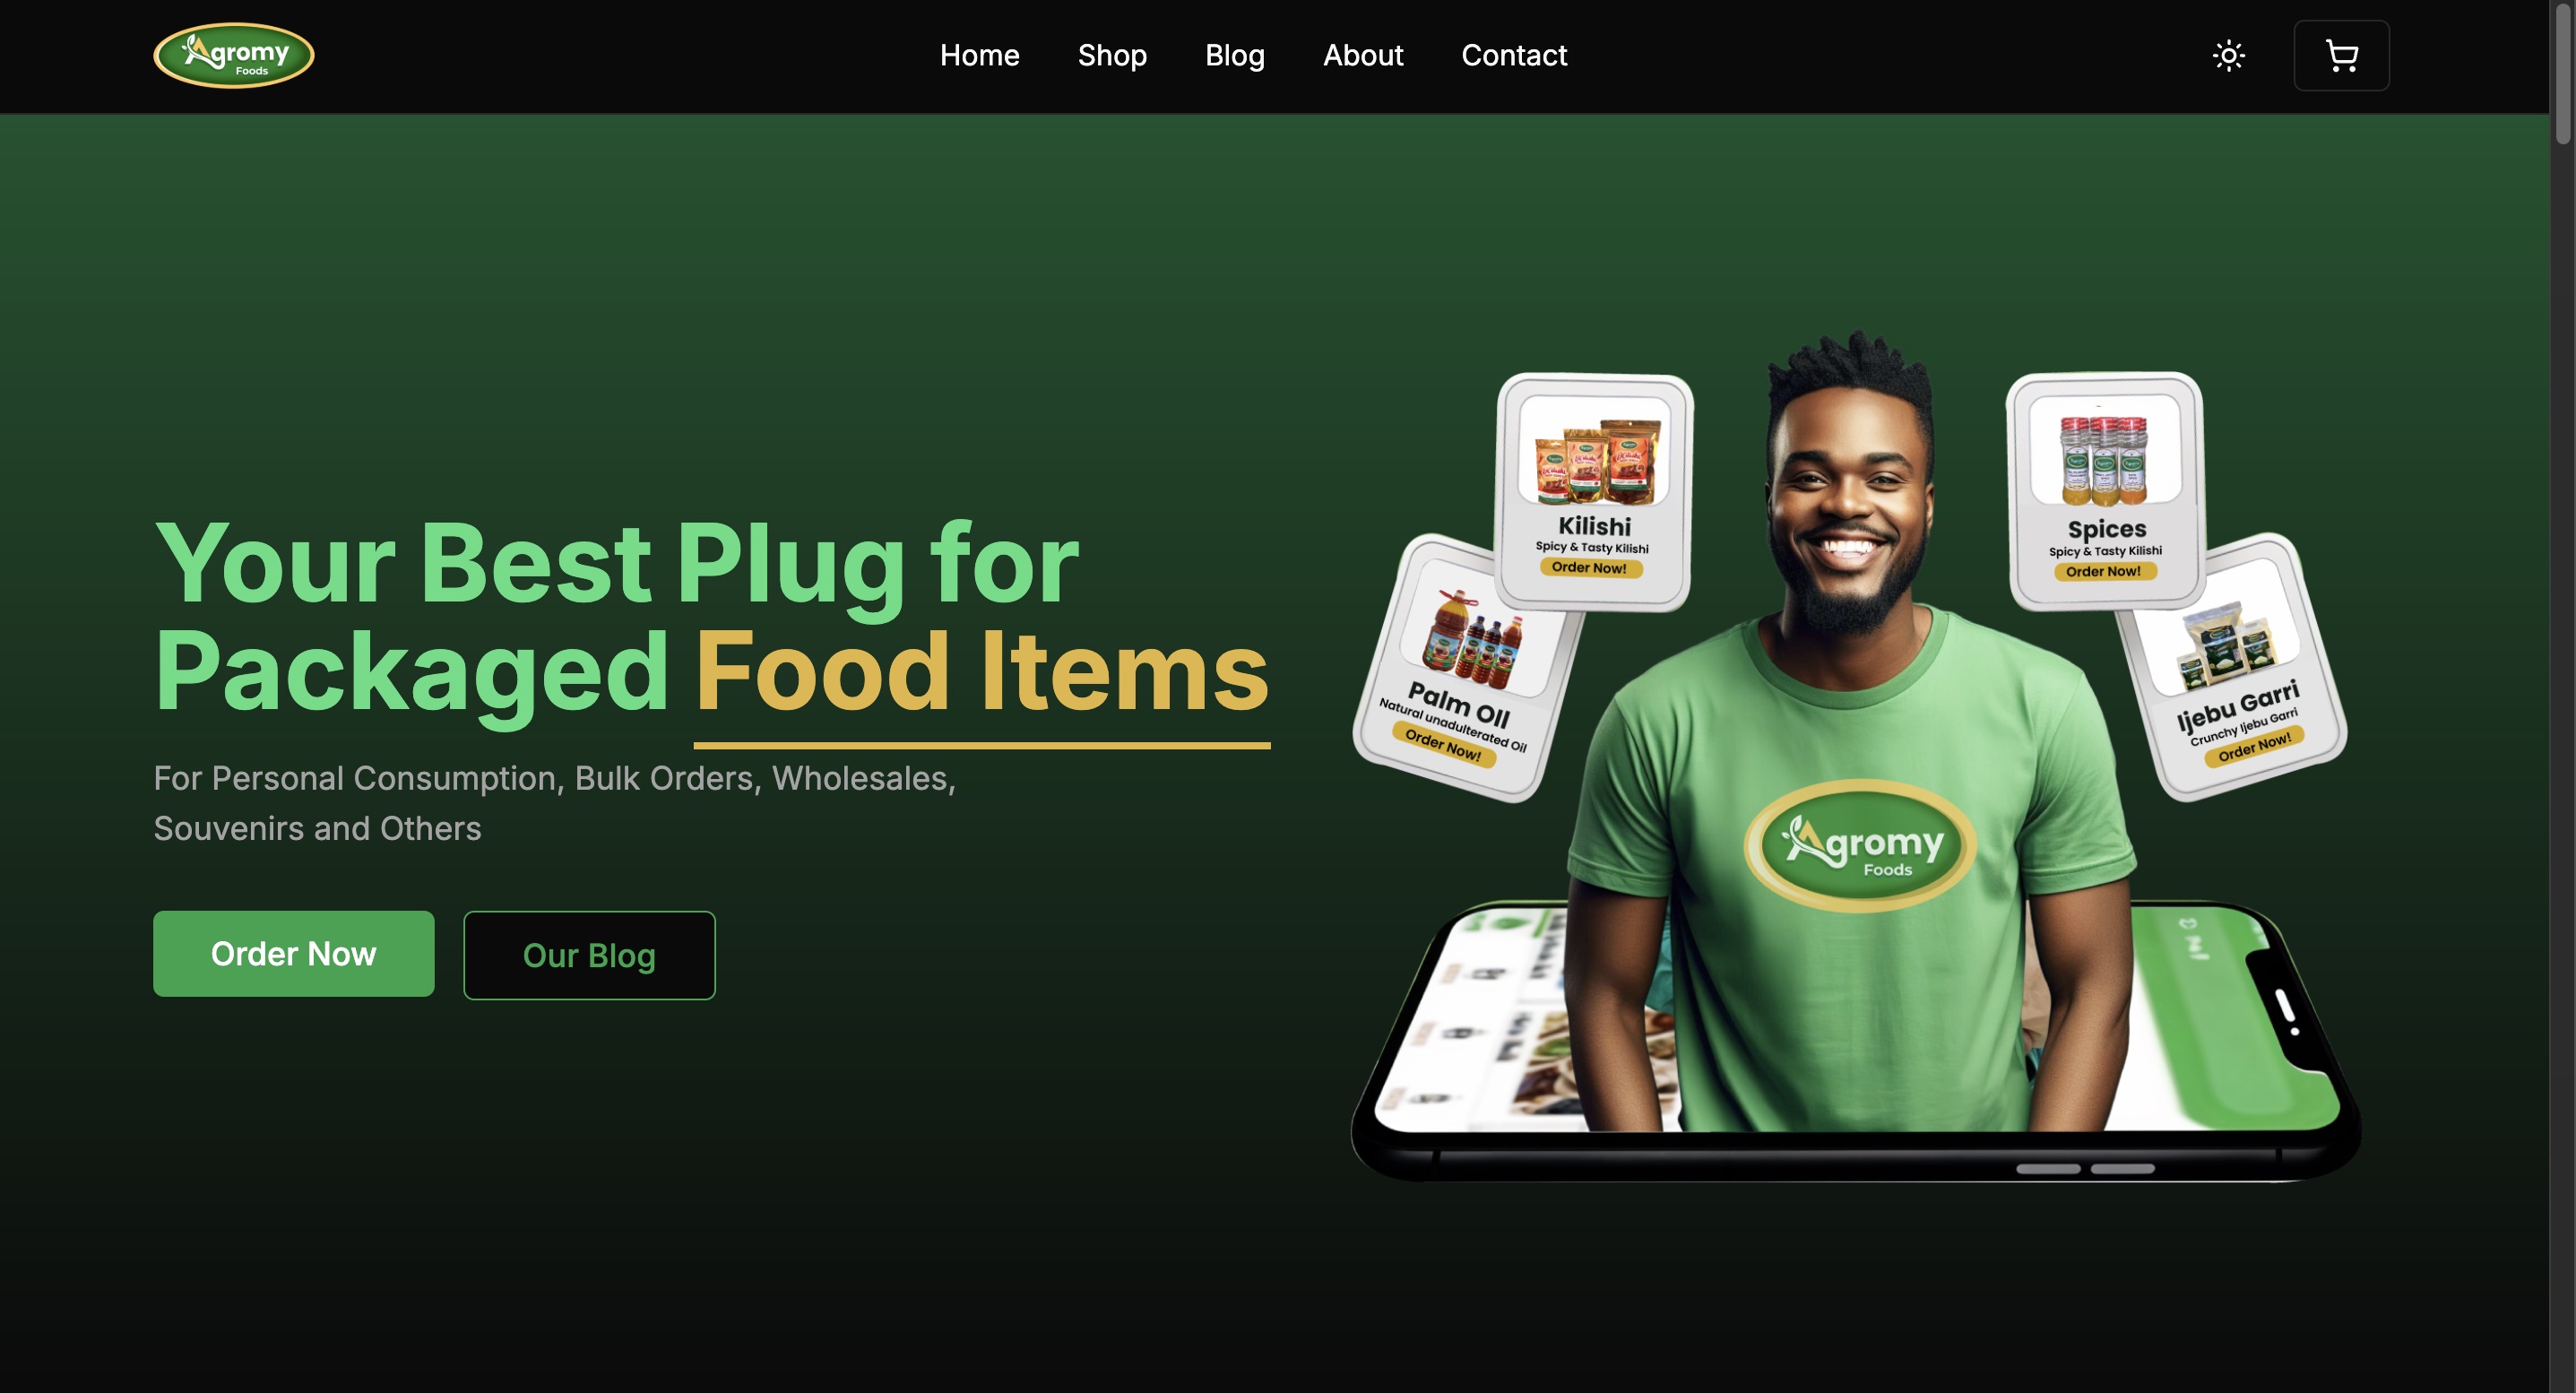 Agromy
Foods
Home
Shop
Blog
About
Contact
Your Best Plug for
Packaged Food Items
For Personal Consumption, Bulk Orders, Wholesales,
Souvenirs and Others
Order Now
Our Blog
Kilishi
Spicy & Tasty Kilishi
Order Now!
Spices
Spicy & Tasty Kilishi
Order Now!
Palm OIl
Natural unadulterated Oil
Order Now!
Ijebu Garri
Crunchy Ijebu Garri
Order Now!
Agromy
Foods